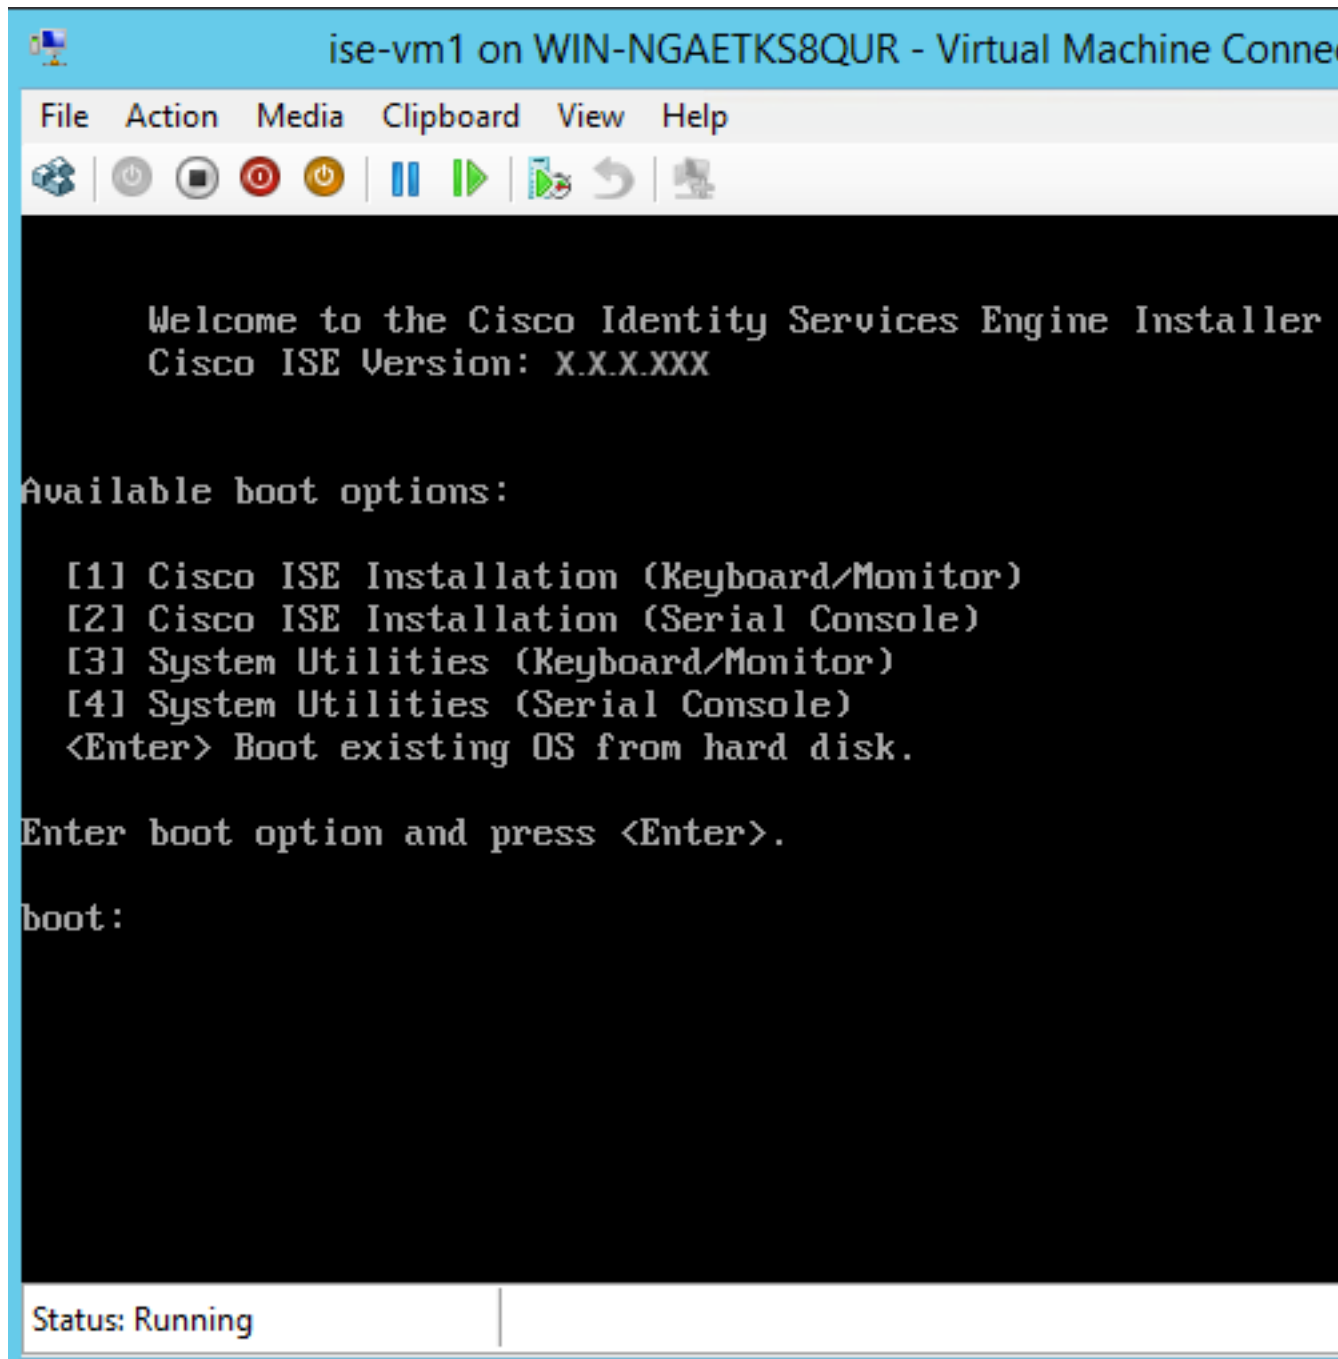 ise-vm1 on WIN-NGAETKS8QUR - Virtual Machine Conne
File Action Media Clipboard View Help
Welcome to the Cisco Identity Services Engine Installer
Cisco ISE Version: X.X.X.XXX
Available boot options:
[1] Cisco ISE Installation (Keyboard/Monitor)
[2] Cisco ISE Installation (Serial Console)
[3] System Utilities (Keyboard/Monitor)
[4] System Utilities (Serial Console)
<Enter> Boot existing OS from hard disk.
Enter boot option and press <Enter>.
boot:
Status: Running